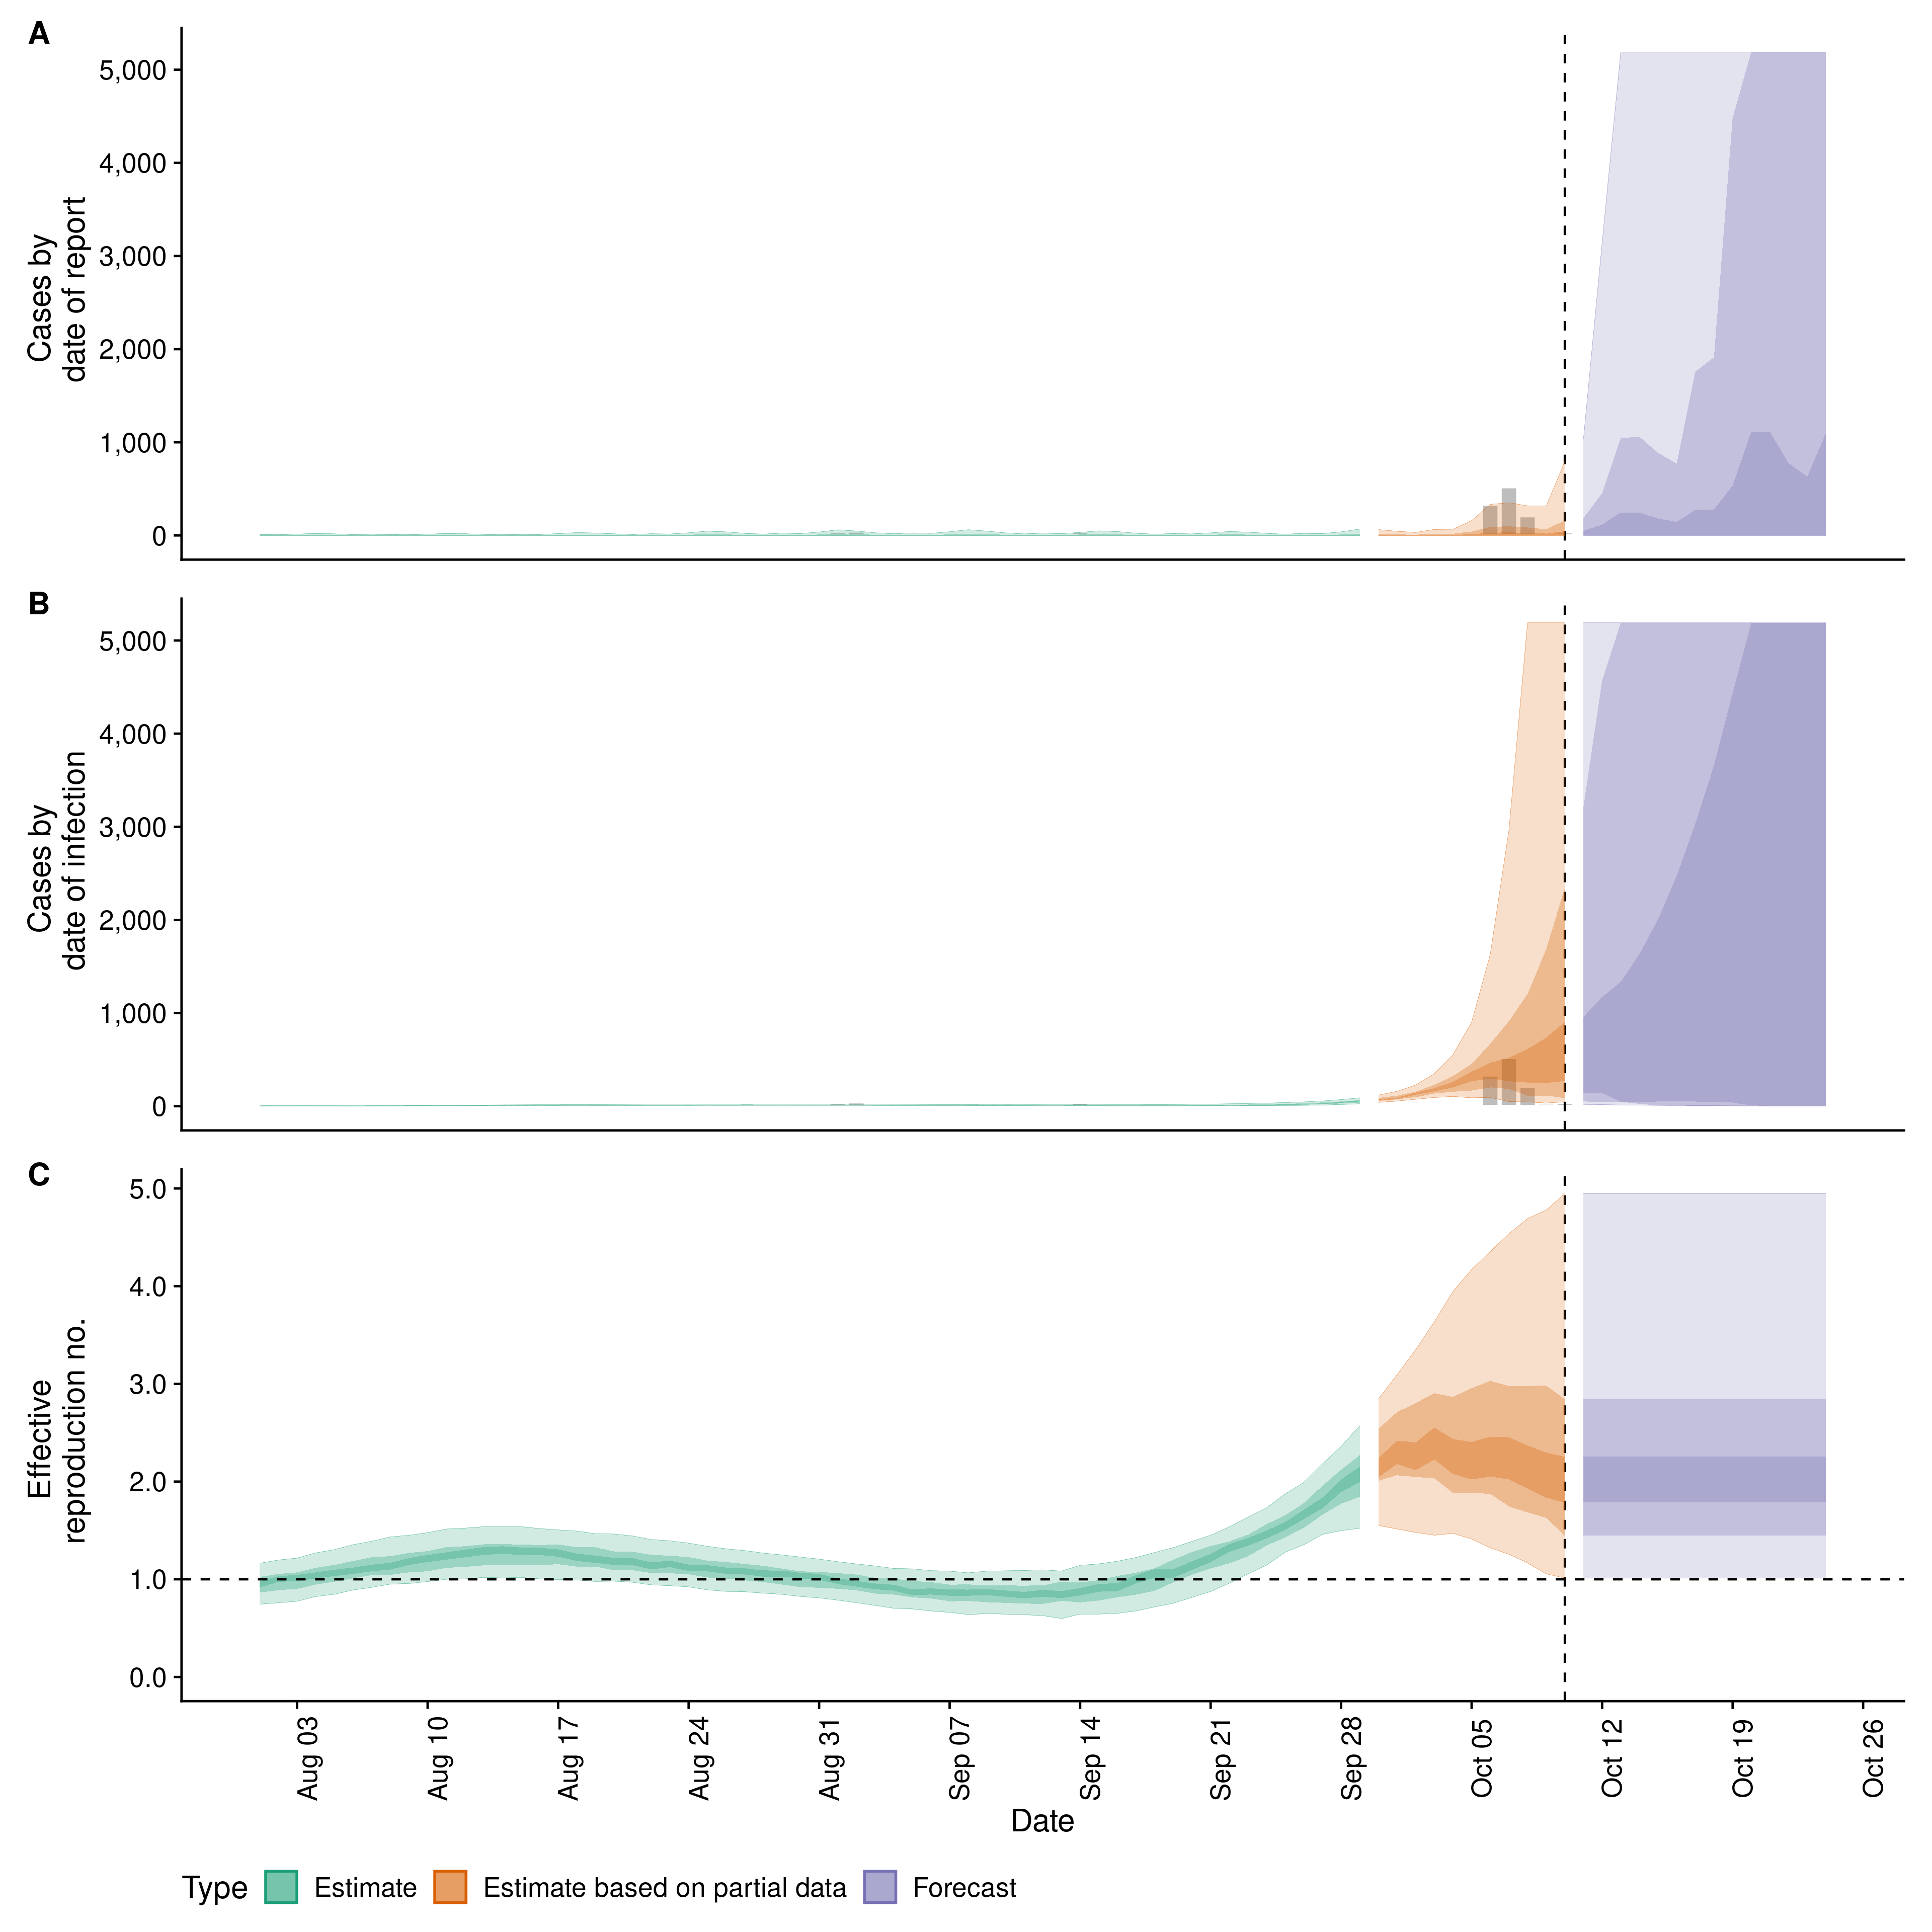 A
Cases by
date of report
5,000
4,000
3,000
2,000
1,000
0
B
Cases by
date of infection
5,000
4,000
3,000
2,000
1,000
0
C
Effective
reproduction no.
5.0
4.0
3.0
2.0
1.0
0.0
Aug 03
Aug 10
Aug 17
Aug 24
Aug 31
Sep 07
Sep 14
Sep 21
Sep 28
Oct 05
Oct 12
Oct 19
Oct 26
Date
Type Estimate Estimate based on partial data Forecast